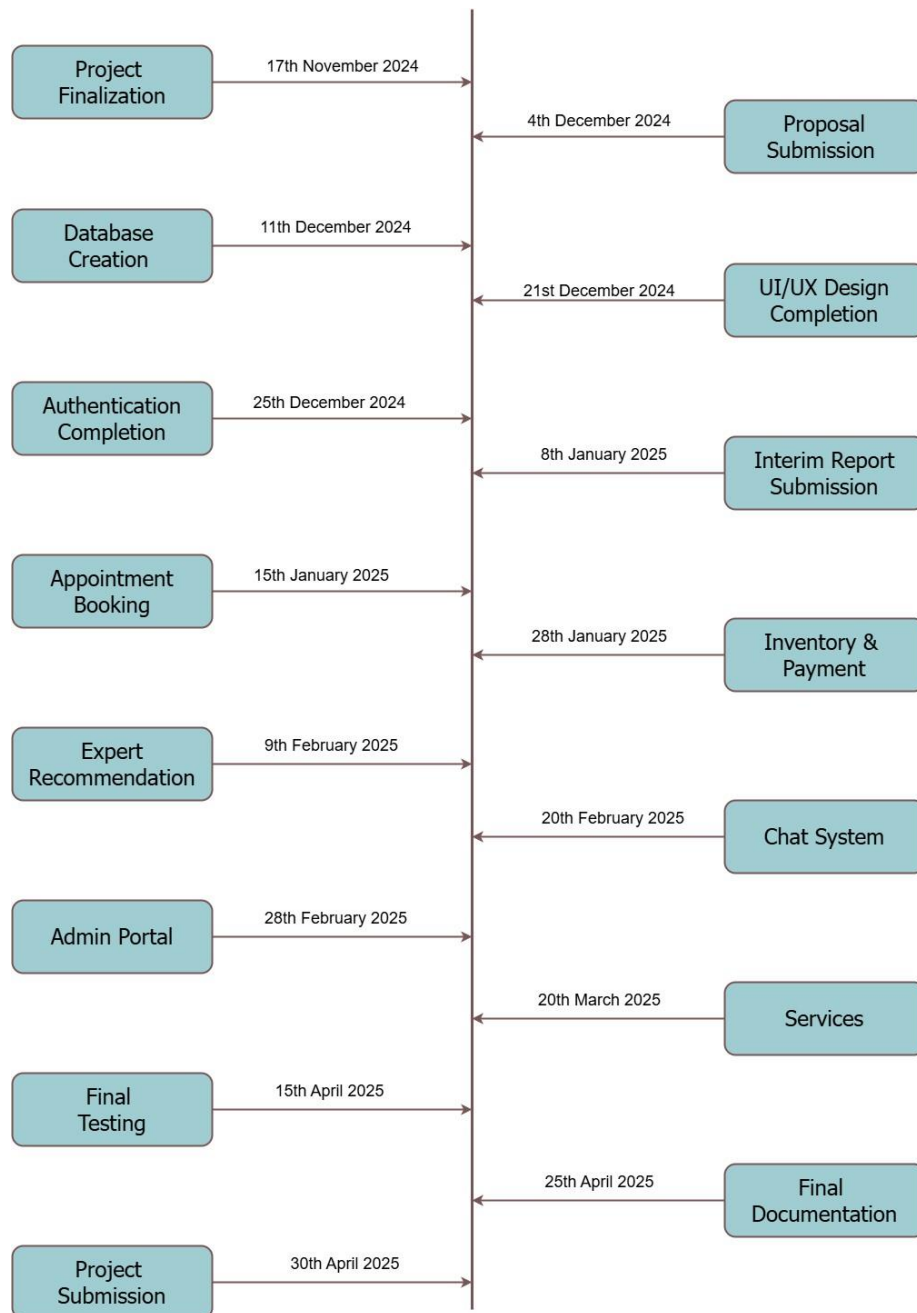 Project
Finalization
17th November 2024
4th December 2024
Proposal
Submission
Database
Creation
11th December 2024
21st December 2024
UI/UX Design
Completion
Authentication
Completion
25th December 2024
8th January 2025
Interim Report
Submission
Appointment
Booking
15th January 2025
28th January 2025
Inventory &
Payment
Expert
Recommendation
9th February 2025
20th February 2025
Chat System
Admin Portal
28th February 2025
20th March 2025
Services
Final
Testing
15th April 2025
25th April 2025
Final
Documentation
Project
Submission
30th April 2025